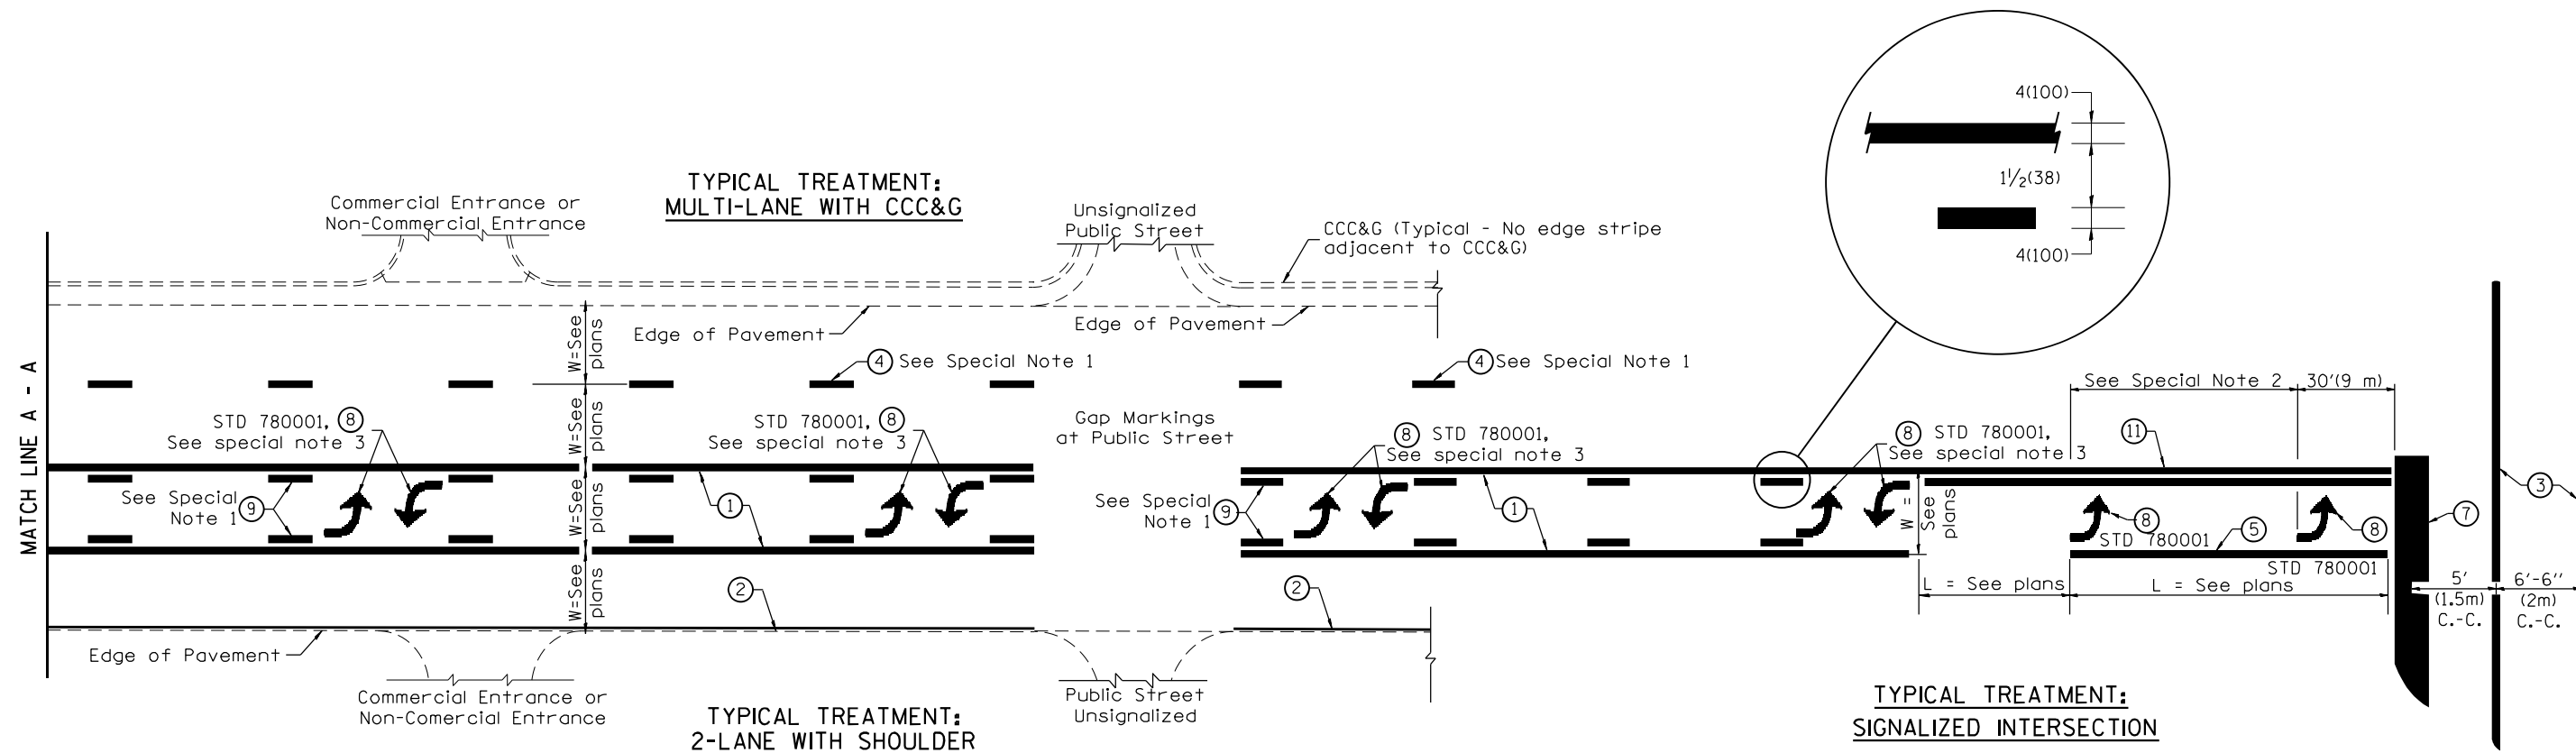 4(100)
1½(38)
4(100)
TYPICAL TREATMENT:
MULTI-LANE WITH CCC&G
Commercial Entrance or
Non-Commercial Entrance
Unsignalized
Public Street
CCC&G (Typical - No edge stripe
adjacent to CCC&G)
Edge of Pavement
Edge of Pavement
MATCH LINE A - A
W=See
plans
W=See
plans
W=See
plans
W=See
plans
4 See Special Note 1
4 See Special Note 1
See Special Note 2
30'(9 m)
STD 780001, 8
See special note 3
STD 780001, 8
See special note 3
Gap Markings
at Public Street
8 STD 780001,
See special note 3
8 STD 780001,
See special note 3
11
3
See Special
Note 1
9
1
See Special
Note 1
9
1
W =
See
plans
8
STD 780001
5
8
7
STD 780001
2
2
L = See plans
L = See plans
5'
(1.5m)
C.-C.
6'-6''
(2m)
C.-C.
Edge of Pavement
Commercial Entrance or
Non-Comercial Entrance
Public Street
Unsignalized
TYPICAL TREATMENT:
2-LANE WITH SHOULDER
TYPICAL TREATMENT:
SIGNALIZED INTERSECTION